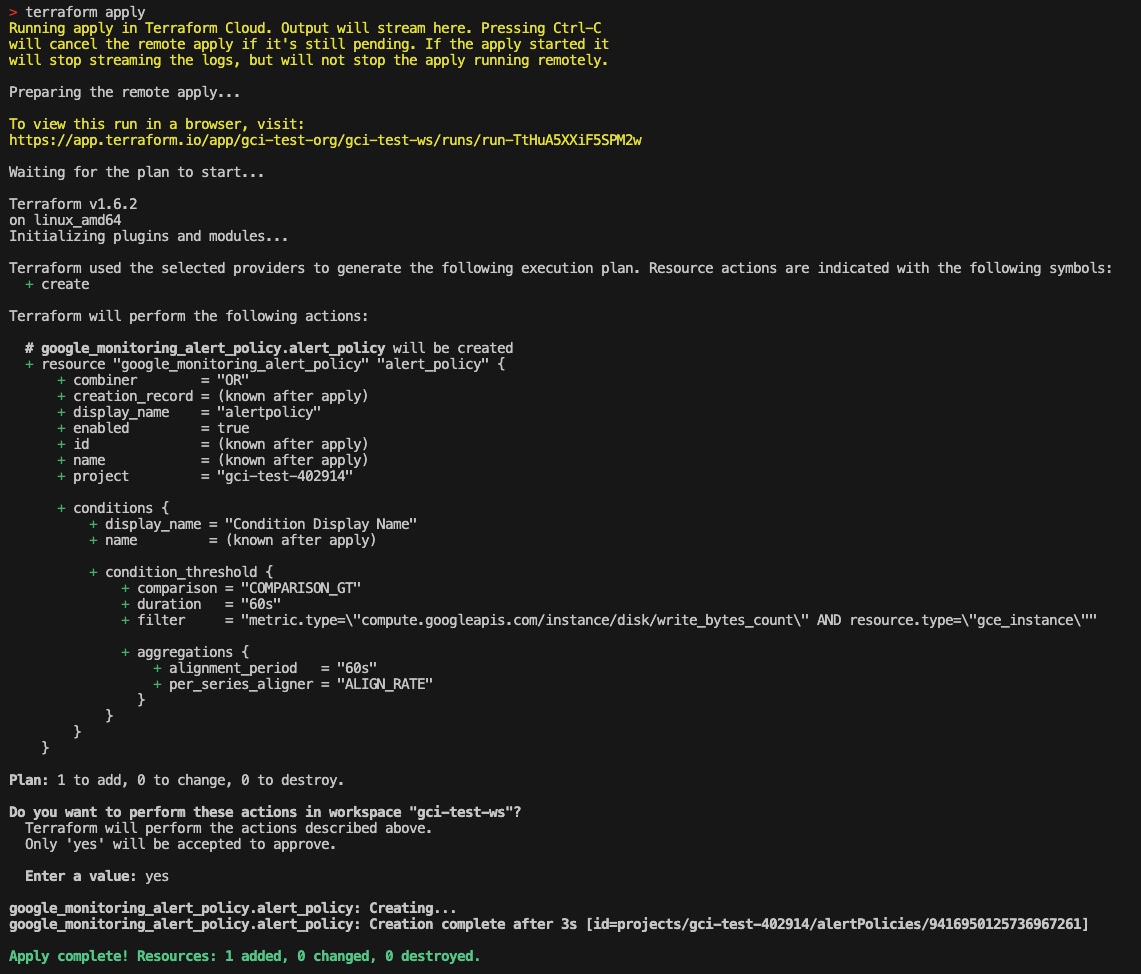 > terraform apply
Running apply in Terraform Cloud. Output will stream here. Pressing Ctrl-C
will cancel the remote apply if it's still pending. If the apply started it
will stop streaming the logs, but will not stop the apply running remotely.
Preparing the remote apply...
To view this run in a browser, visit:
https://app.terraform.io/app/gci-test-org/gci-test-ws/runs/run-TtHuA5XXiF5SPM2w
Waiting for the plan to start...
Terraform v1.6.2
on linux_amd64
Initializing plugins and modules...
Terraform used the selected providers to generate the following execution plan. Resource actions are indicated with the following symbols:
  + create
Terraform will perform the following actions:
  # google_monitoring_alert_policy.alert_policy will be created
  + resource "google_monitoring_alert_policy" "alert_policy" {
      + combiner        = "OR"
      + creation_record = (known after apply)
      + display_name    = "alertpolicy"
      + enabled         = true
      + id              = (known after apply)
      + name            = (known after apply)
      + project         = "gci-test-402914"
      + conditions {
          + display_name = "Condition Display Name"
          + name         = (known after apply)
          + condition_threshold {
              + comparison = "COMPARISON_GT"
              + duration   = "60s"
              + filter     = "metric.type=\"compute.googleapis.com/instance/disk/write_bytes_count\" AND resource.type=\"gce_instance\""
              + aggregations {
                  + alignment_period   = "60s"
                  + per_series_aligner = "ALIGN_RATE"
                }
            }
        }
    }
Plan: 1 to add, 0 to change, 0 to destroy.
Do you want to perform these actions in workspace "gci-test-ws"?
  Terraform will perform the actions described above.
  Only 'yes' will be accepted to approve.
  Enter a value: yes
google_monitoring_alert_policy.alert_policy: Creating...
google_monitoring_alert_policy.alert_policy: Creation complete after 3s [id=projects/gci-test-402914/alertPolicies/9416950125736967261]
Apply complete! Resources: 1 added, 0 changed, 0 destroyed.